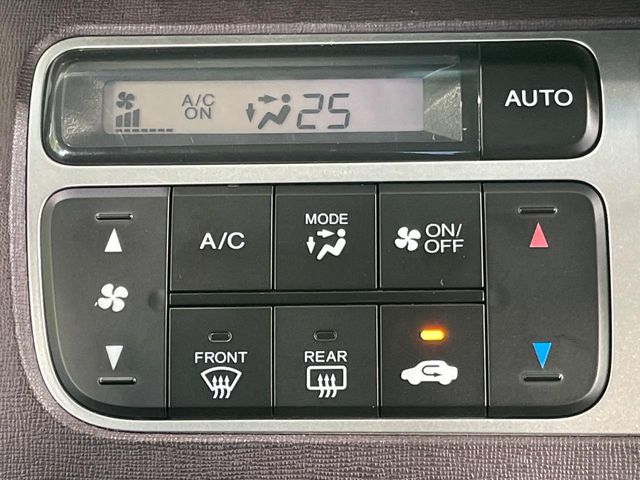 A/C
ON
25
AUTO
A/C
MODE
ON/
OFF
FRONT
REAR